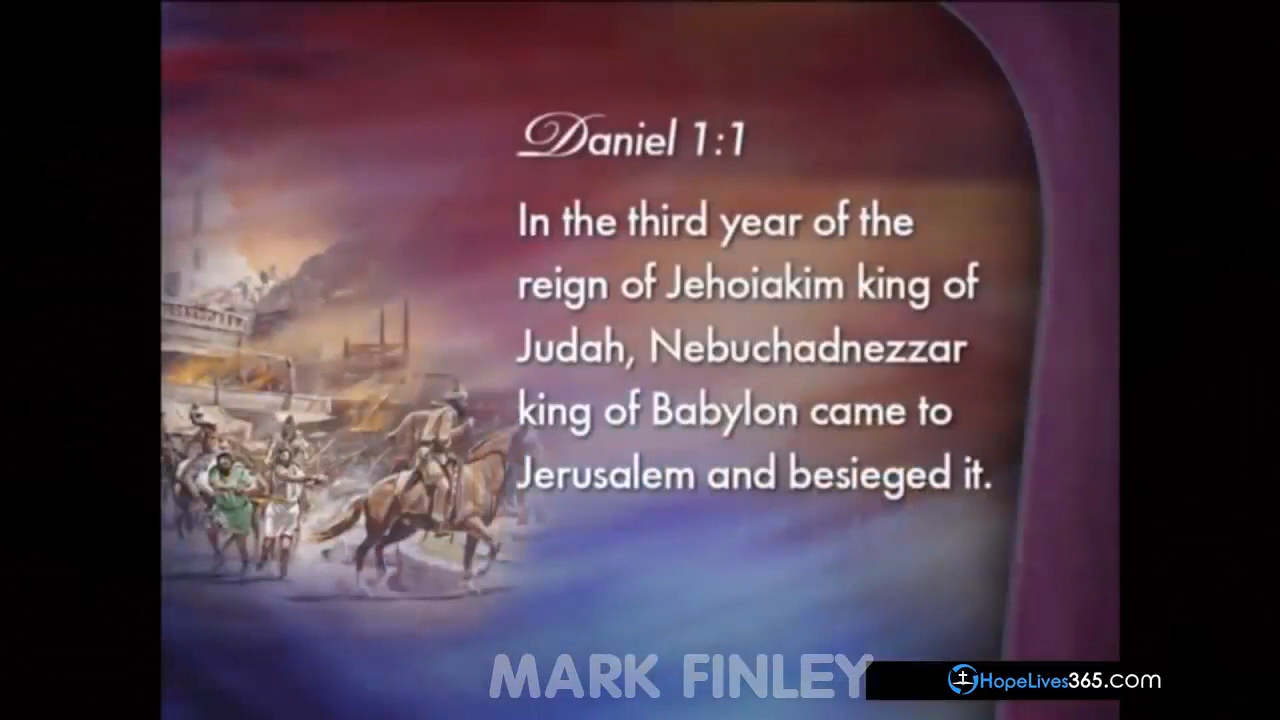 Daniel 1:1
In the third year of the
reign of Jehoiakim king of
Judah, Nebuchadnezzar
king of Babylon came to
Jerusalem and besieged it.
MARK FINLEY
HopeLives365.com